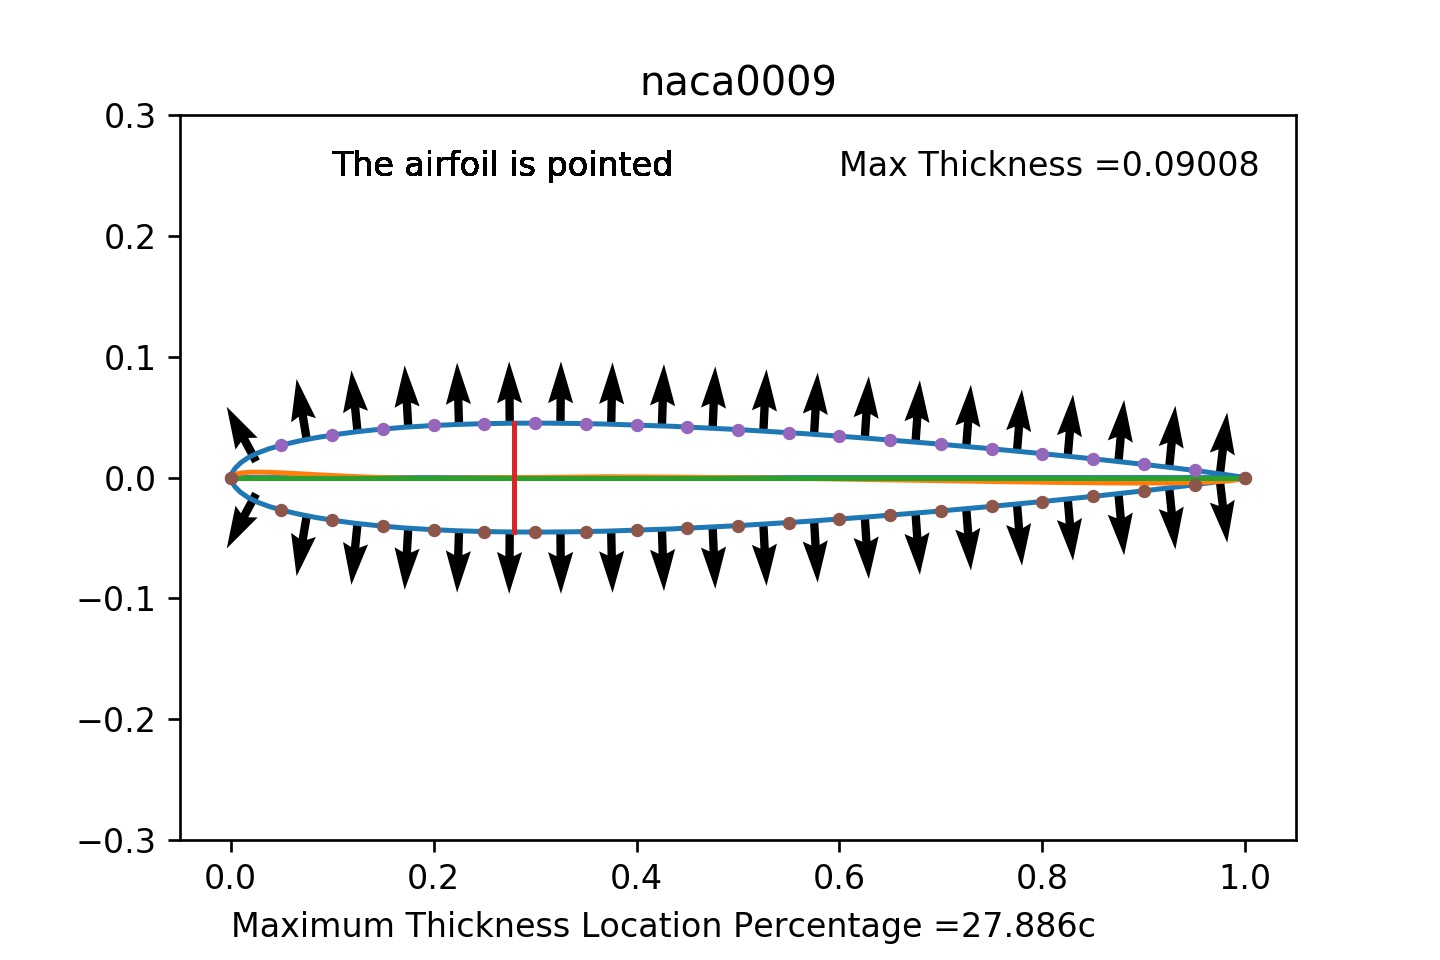 naca0009
The airfoil is pointed
Max Thickness =0.09008
0.3
0.2
0.1
0.0
−0.1
−0.2
−0.3
0.0 0.2 0.4 0.6 0.8 1.0
Maximum Thickness Location Percentage =27.886c